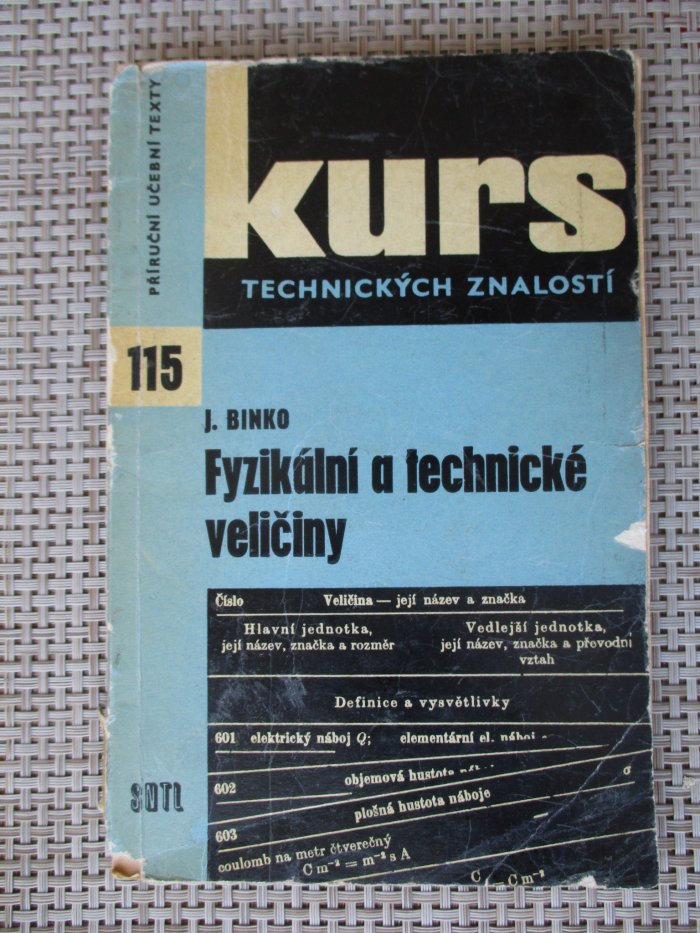 PŘÍRUČNÍ UČEBNÍ TEXTY
kurs
TECHNICKÝCH ZNALOSTÍ
115
J. BINKO
Fyzikální a technické
veličiny
Číslo Veličina — její název a značka
Hlavní jednotka,
její název, značka a rozměr
Vedlejší jednotka,
její název, značka a převodní
vztah
Definice a vysvětlivky
601 elektrický náboj Q; elementární el. náboj
602 objemová hustota
plošná hustota náboje σ
603
coulomb na metr čtverečný
C m⁻² = m⁻² s A
C C m⁻²
SNTL